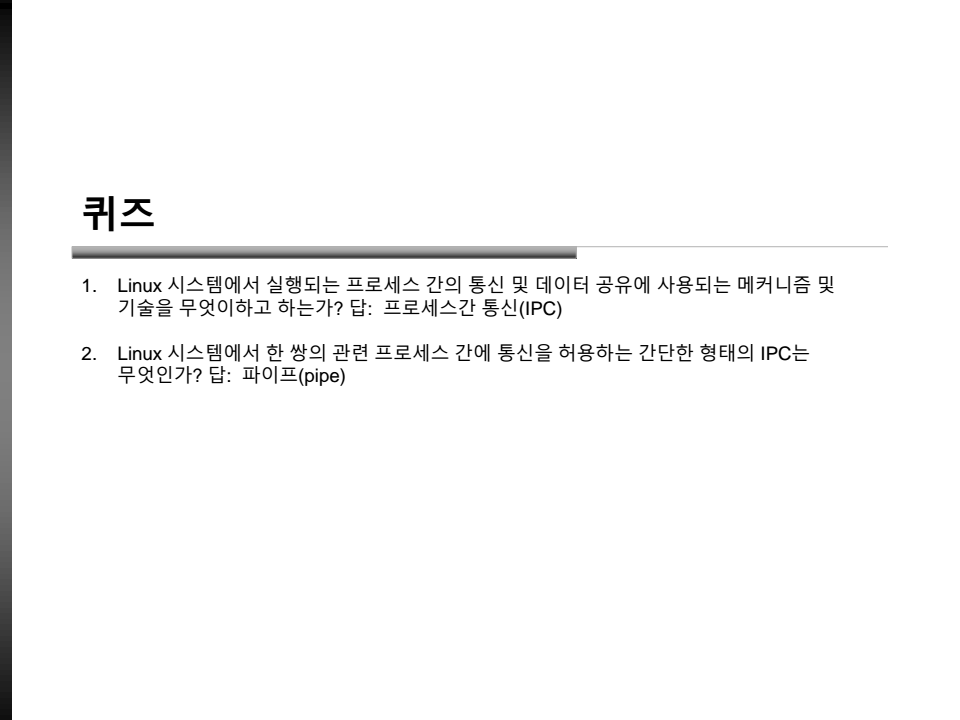 퀴즈
1. Linux 시스템에서 실행되는 프로세스 간의 통신 및 데이터 공유에 사용되는 메커니즘 및
기술을 무엇이하고 하는가? 답: 프로세스간 통신(IPC)
2. Linux 시스템에서 한 쌍의 관련 프로세스 간에 통신을 허용하는 간단한 형태의 IPC는
무엇인가? 답: 파이프(pipe)